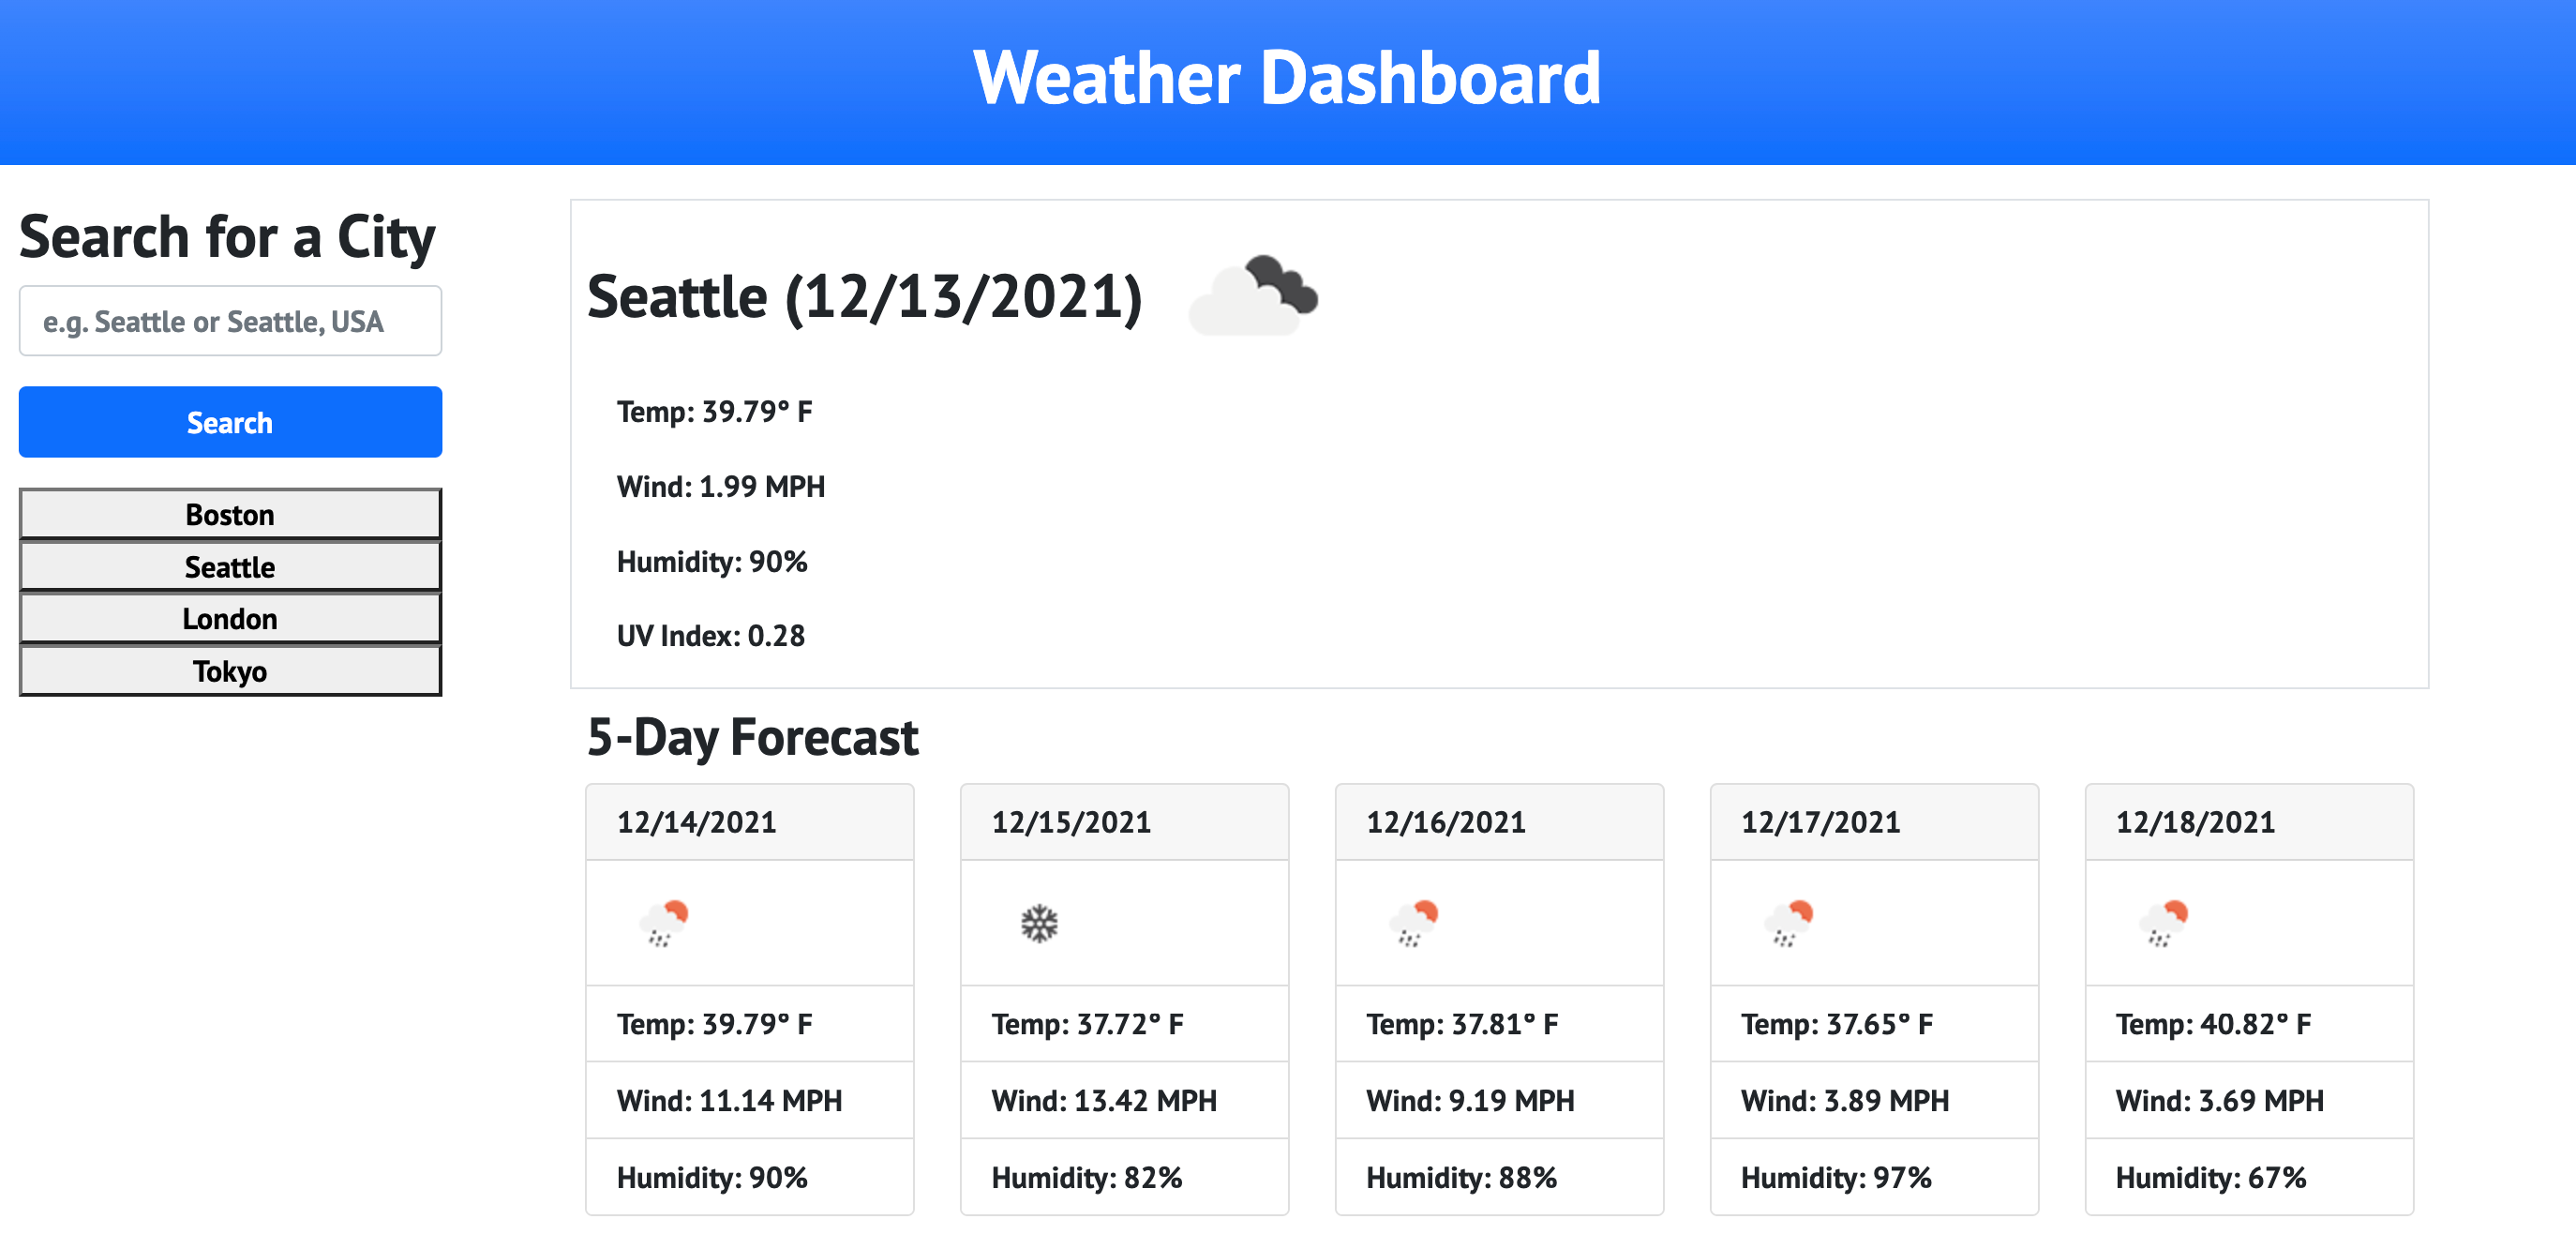 Weather Dashboard
Search for a City
e.g. Seattle or Seattle, USA
Search
Boston
Seattle
London
Tokyo
Seattle (12/13/2021)
Temp: 39.79° F
Wind: 1.99 MPH
Humidity: 90%
UV Index: 0.28
5-Day Forecast
12/14/2021
Temp: 39.79° F
Wind: 11.14 MPH
Humidity: 90%
12/15/2021
Temp: 37.72° F
Wind: 13.42 MPH
Humidity: 82%
12/16/2021
Temp: 37.81° F
Wind: 9.19 MPH
Humidity: 88%
12/17/2021
Temp: 37.65° F
Wind: 3.89 MPH
Humidity: 97%
12/18/2021
Temp: 40.82° F
Wind: 3.69 MPH
Humidity: 67%